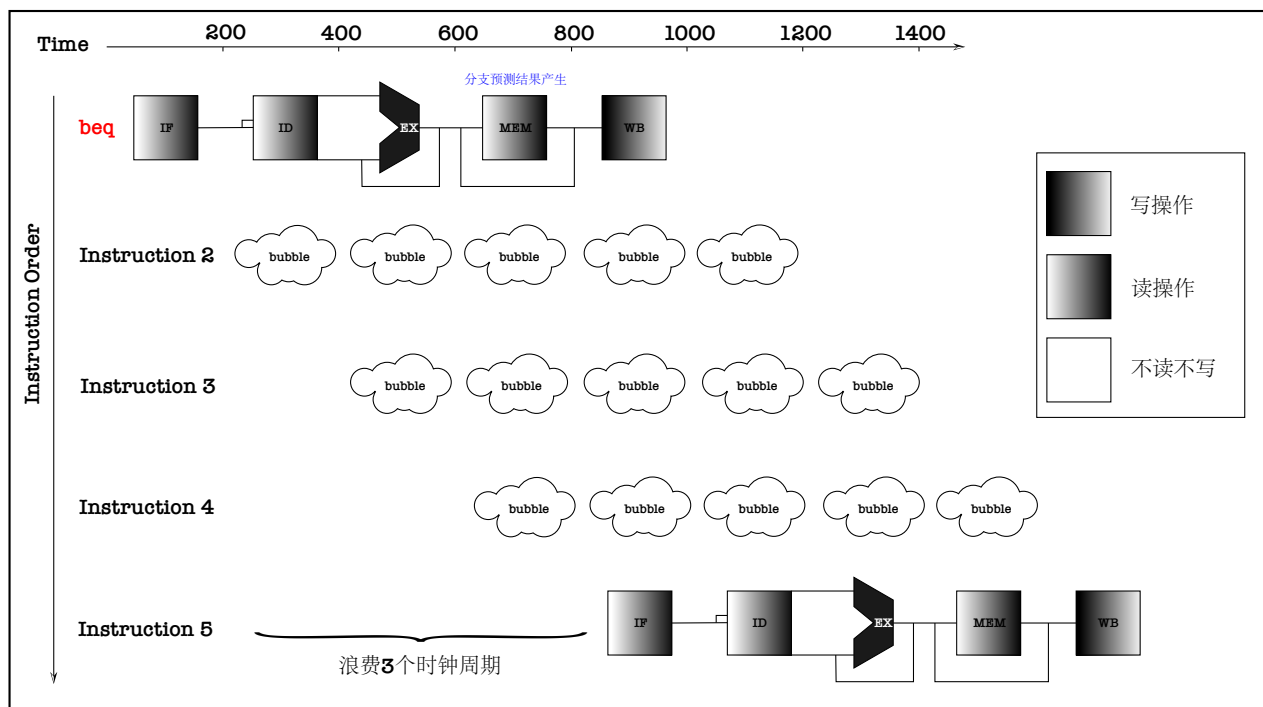 Time 200 400 600 800 1000 1200 1400
分支预测结果产生
beq IF ID EX MEM WB
写操作
Instruction 2 bubble bubble bubble bubble bubble
读操作
Instruction 3 bubble bubble bubble bubble bubble
不读不写
Instruction 4 bubble bubble bubble bubble bubble
Instruction 5 IF ID EX MEM WB
浪费3个时钟周期
Instruction Order